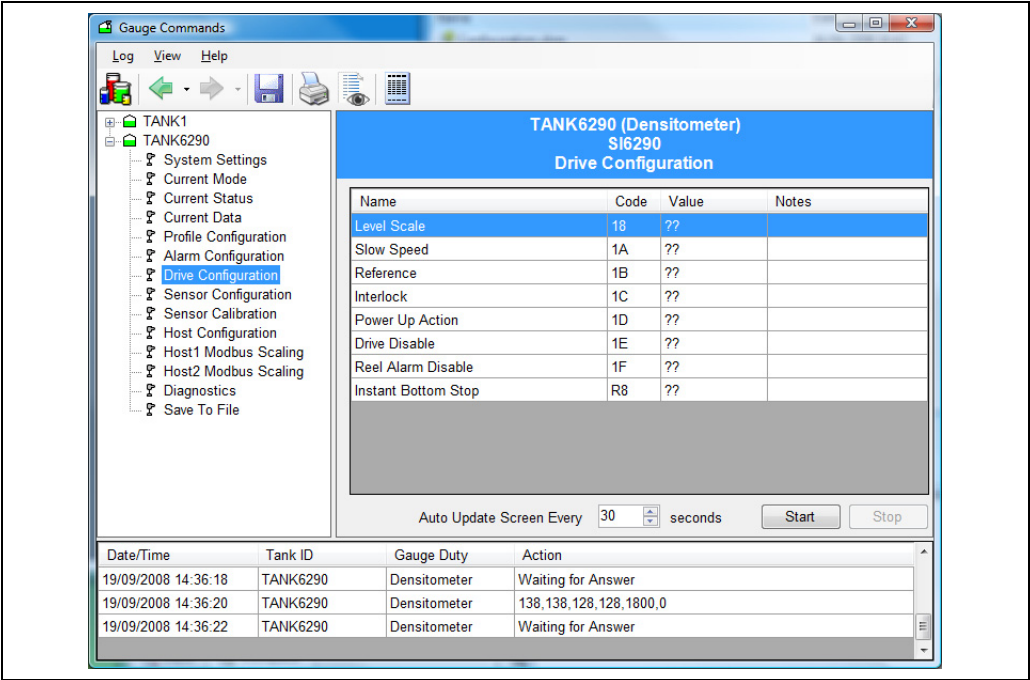 Gauge Commands
Log View Help
TANK1
TANK6290
System Settings
Current Mode
Current Status
Current Data
Profile Configuration
Alarm Configuration
Drive Configuration
Sensor Configuration
Sensor Calibration
Host Configuration
Host1 Modbus Scaling
Host2 Modbus Scaling
Diagnostics
Save To File
TANK6290 (Densitometer)
SI6290
Drive Configuration
Name Code Value Notes
Level Scale 18 ??
Slow Speed 1A ??
Reference 1B ??
Interlock 1C ??
Power Up Action 1D ??
Drive Disable 1E ??
Reel Alarm Disable 1F ??
Instant Bottom Stop R8 ??
Auto Update Screen Every 30 seconds Start Stop
Date/Time Tank ID Gauge Duty Action
19/09/2008 14:36:18 TANK6290 Densitometer Waiting for Answer
19/09/2008 14:36:20 TANK6290 Densitometer 138,138,128,128,1800,0
19/09/2008 14:36:22 TANK6290 Densitometer Waiting for Answer